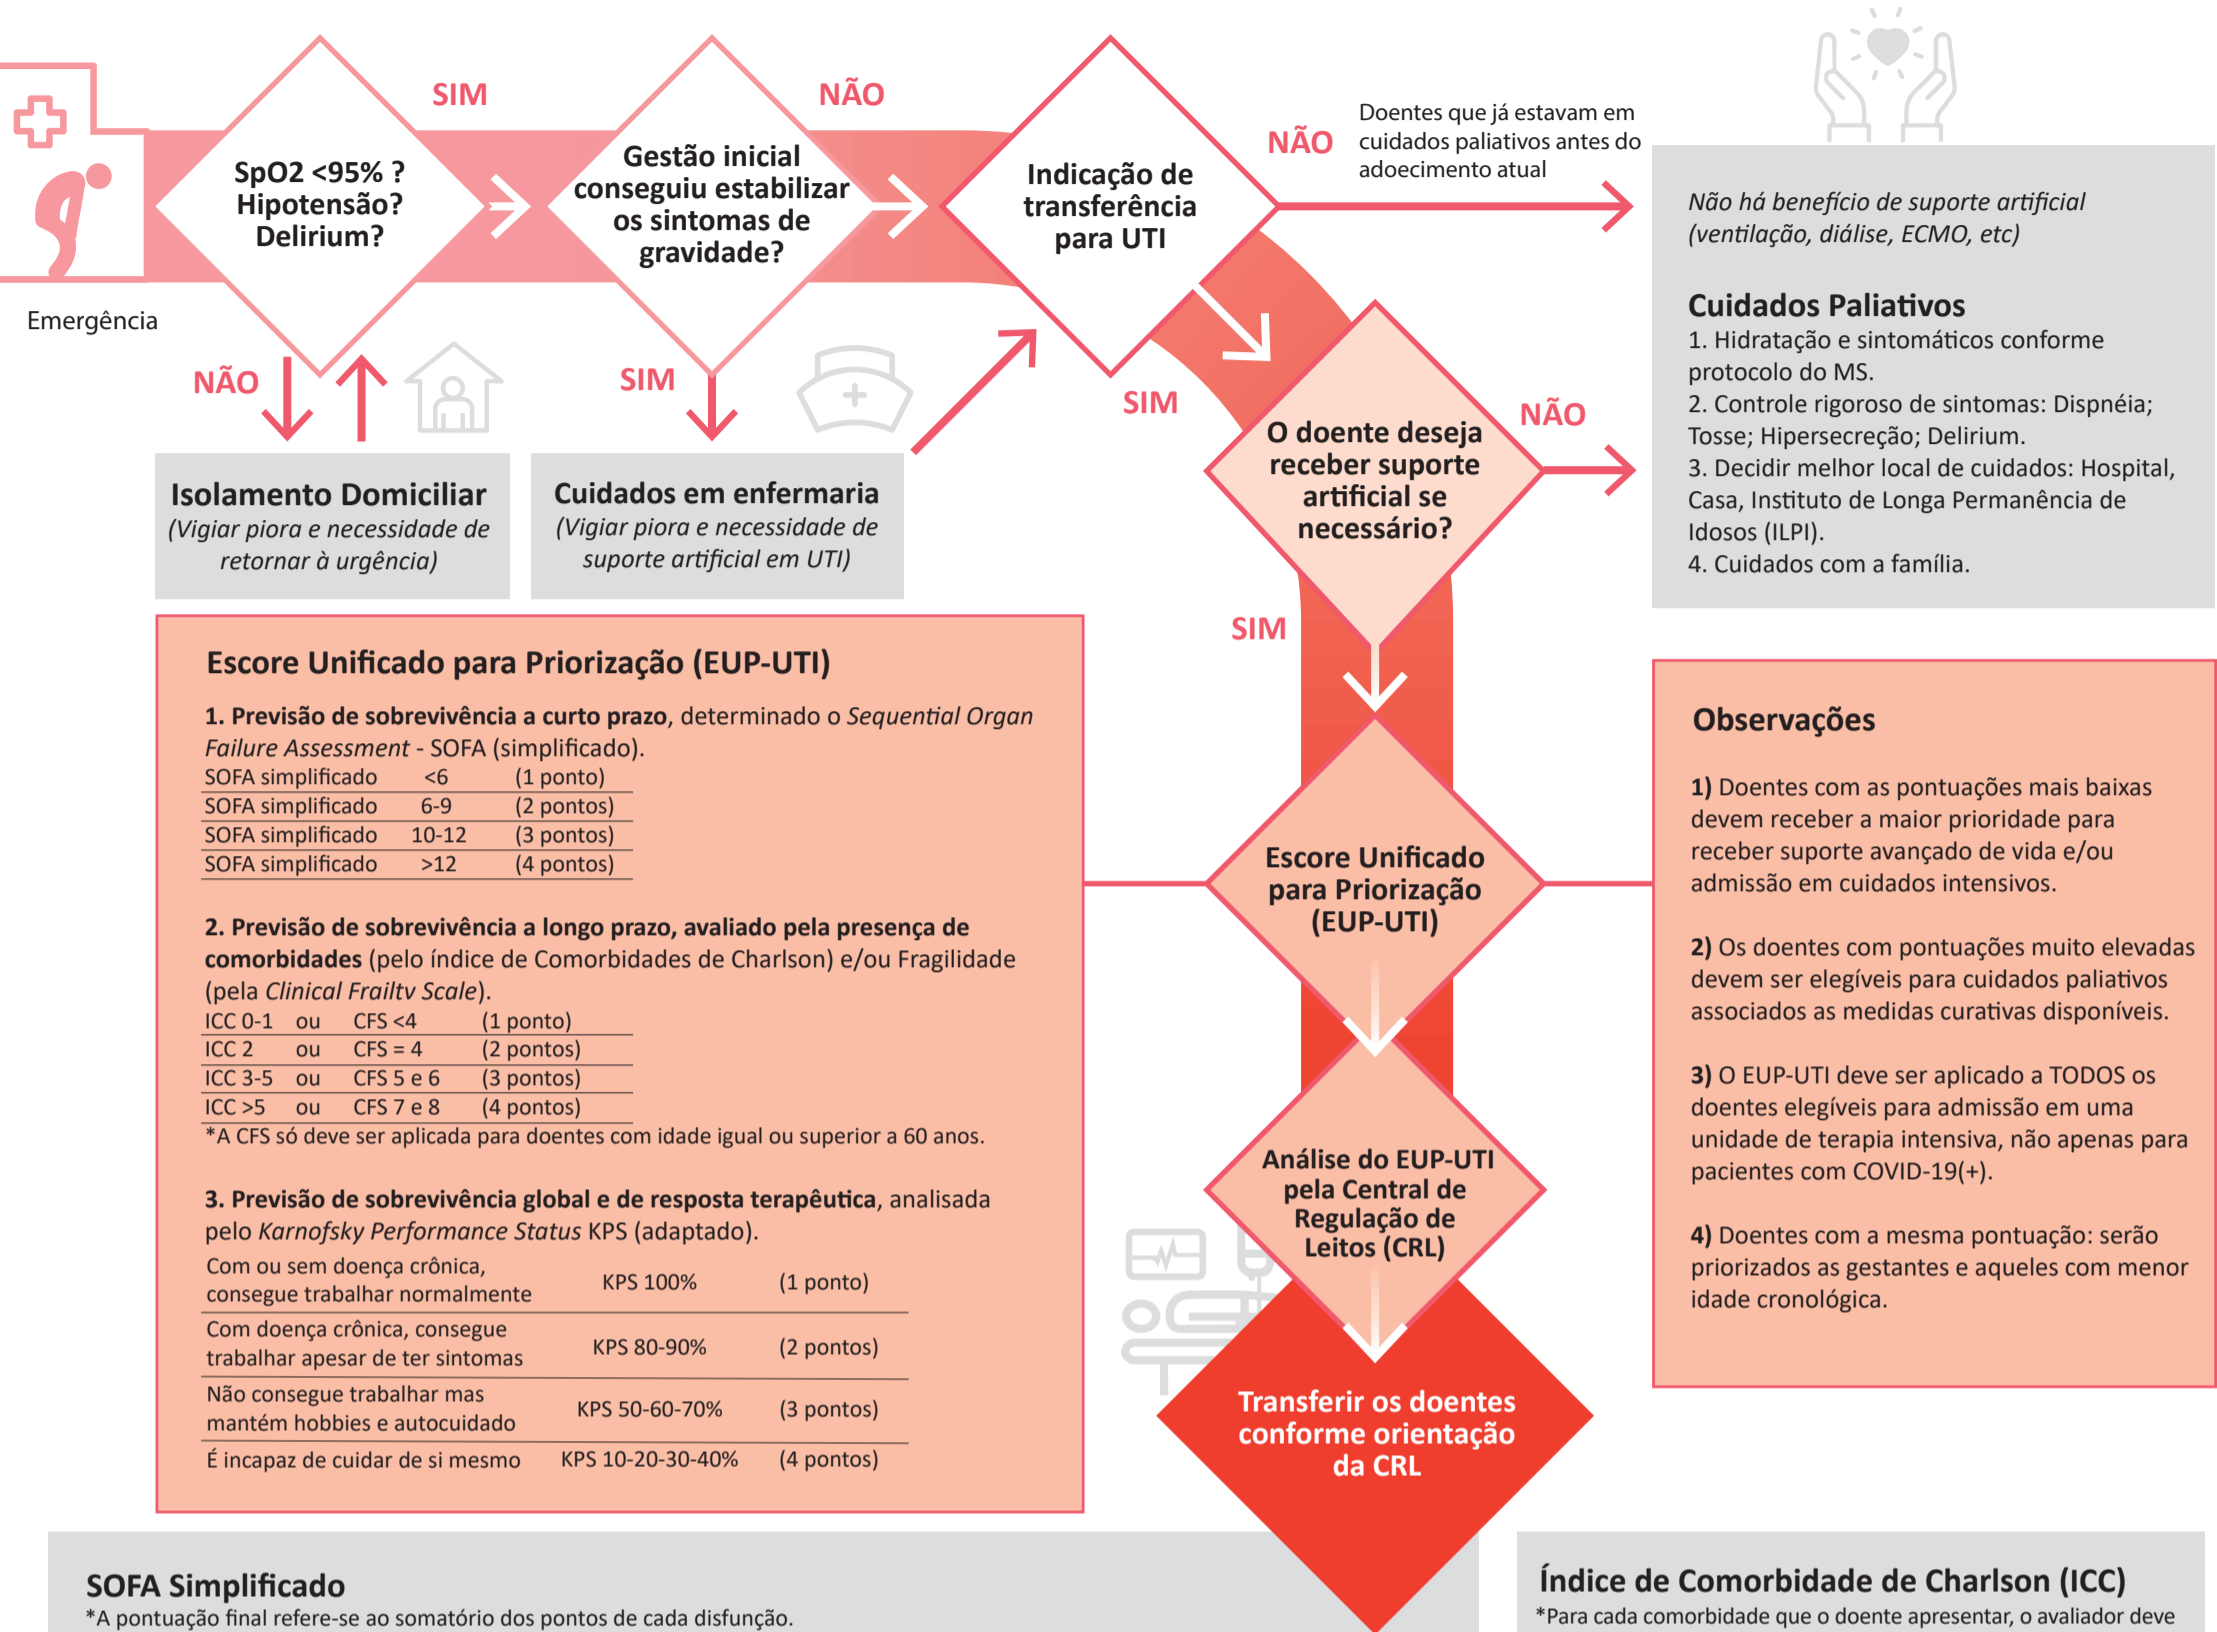 SIM
NÃO
SpO2 <95% ?
Hipotensão?
Delirium?
Gestão inicial
conseguiu estabilizar
os sintomas de
gravidade?
Indicação de
transferência
para UTI
NÃO
Doentes que já estavam em
cuidados paliativos antes do
adoecimento atual
Emergência
NÃO
SIM
SIM
O doente deseja
receber suporte
artificial se
necessário?
NÃO
SIM
Isolamento Domiciliar
(Vigiar piora e necessidade de
retornar à urgência)
Cuidados em enfermaria
(Vigiar piora e necessidade de
suporte artificial em UTI)
Não há benefício de suporte artificial
(ventilação, diálise, ECMO, etc)
Cuidados Paliativos
1. Hidratação e sintomáticos conforme
protocolo do MS.
2. Controle rigoroso de sintomas: Dispnéia;
Tosse; Hipersecreção; Delirium.
3. Decidir melhor local de cuidados: Hospital,
Casa, Instituto de Longa Permanência de
Idosos (ILPI).
4. Cuidados com a família.
Escore Unificado para Priorização (EUP-UTI)
1. Previsão de sobrevivência a curto prazo, determinado o Sequential Organ
Failure Assessment - SOFA (simplificado).
SOFA simplificado <6 (1 ponto)
SOFA simplificado 6-9 (2 pontos)
SOFA simplificado 10-12 (3 pontos)
SOFA simplificado >12 (4 pontos)
2. Previsão de sobrevivência a longo prazo, avaliado pela presença de
comorbidades (pelo índice de Comorbidades de Charlson) e/ou Fragilidade
(pela Clinical Frailtv Scale).
ICC 0-1 ou CFS <4 (1 ponto)
ICC 2 ou CFS = 4 (2 pontos)
ICC 3-5 ou CFS 5 e 6 (3 pontos)
ICC >5 ou CFS 7 e 8 (4 pontos)
*A CFS só deve ser aplicada para doentes com idade igual ou superior a 60 anos.
3. Previsão de sobrevivência global e de resposta terapêutica, analisada
pelo Karnofsky Performance Status KPS (adaptado).
Com ou sem doença crônica,
consegue trabalhar normalmente KPS 100% (1 ponto)
Com doença crônica, consegue
trabalhar apesar de ter sintomas KPS 80-90% (2 pontos)
Não consegue trabalhar mas
mantém hobbies e autocuidado KPS 50-60-70% (3 pontos)
É incapaz de cuidar de si mesmo KPS 10-20-30-40% (4 pontos)
Escore Unificado
para Priorização
(EUP-UTI)
Análise do EUP-UTI
pela Central de
Regulação de
Leitos (CRL)
Transferir os doentes
conforme orientação
da CRL
Observações
1) Doentes com as pontuações mais baixas
devem receber a maior prioridade para
receber suporte avançado de vida e/ou
admissão em cuidados intensivos.
2) Os doentes com pontuações muito elevadas
devem ser elegíveis para cuidados paliativos
associados as medidas curativas disponíveis.
3) O EUP-UTI deve ser aplicado a TODOS os
doentes elegíveis para admissão em uma
unidade de terapia intensiva, não apenas para
pacientes com COVID-19(+).
4) Doentes com a mesma pontuação: serão
priorizados as gestantes e aqueles com menor
idade cronológica.
SOFA Simplificado
*A pontuação final refere-se ao somatório dos pontos de cada disfunção.
Índice de Comorbidade de Charlson (ICC)
*Para cada comorbidade que o doente apresentar, o avaliador deve